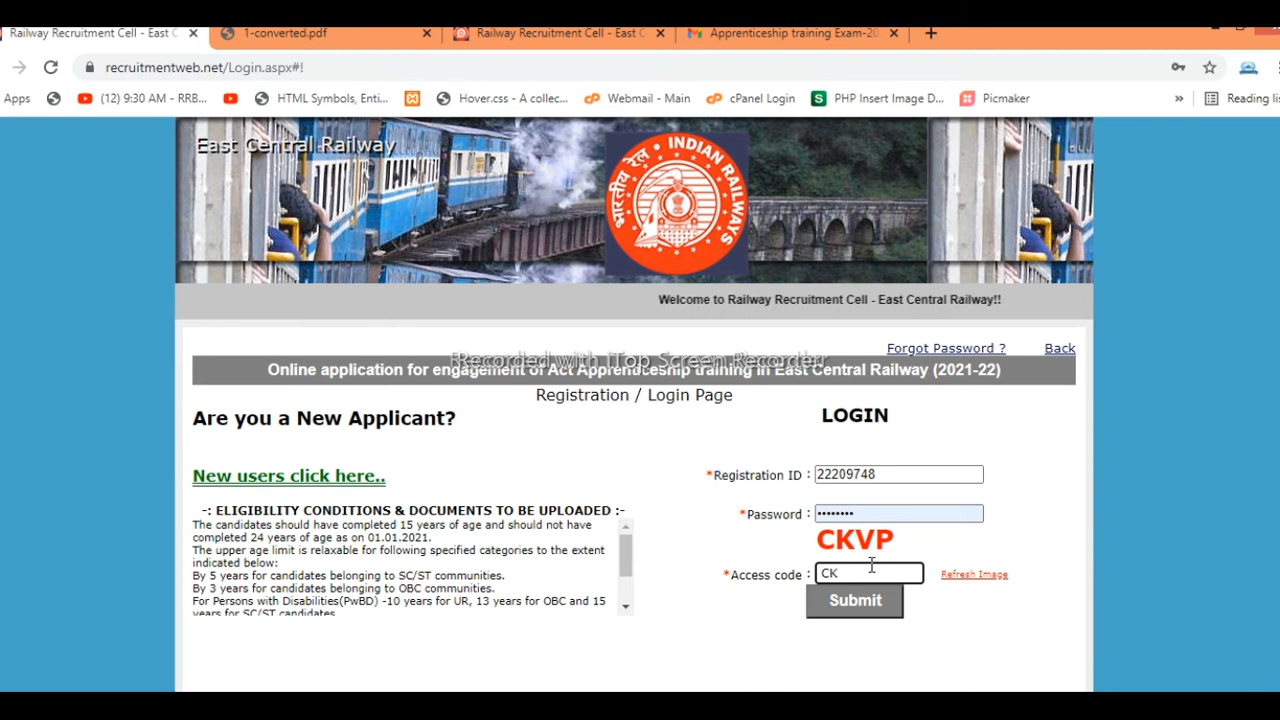 Railway Recruitment Cell - East C
1-converted.pdf
Railway Recruitment Cell - East C
Apprenticeship training Exam-20
recruitmentweb.net/Login.aspx#!
Apps
(12) 9:30 AM - RRB...
HTML Symbols, Enti...
Hover.css - A collec...
Webmail - Main
cPanel Login
PHP Insert Image D...
Picmaker
Reading lis
East Central Railway
भारतीय रेल • INDIAN RAILWAYS
Welcome to Railway Recruitment Cell - East Central Railway!!
Forgot Password ? Back
Recorded with iTop Screen Recorder
Online application for engagement of Act Apprenticeship training in East Central Railway (2021-22)
Registration / Login Page
Are you a New Applicant?
New users click here..
-: ELIGIBILITY CONDITIONS & DOCUMENTS TO BE UPLOADED :-
The candidates should have completed 15 years of age and should not have
completed 24 years of age as on 01.01.2021.
The upper age limit is relaxable for following specified categories to the extent
indicated below:
By 5 years for candidates belonging to SC/ST communities.
By 3 years for candidates belonging to OBC communities.
For Persons with Disabilities(PwBD) -10 years for UR, 13 years for OBC and 15
years for SC/ST candidates
LOGIN
*Registration ID : 22209748
*Password : ••••••••
CKVP
*Access code : CK Refresh Image
Submit